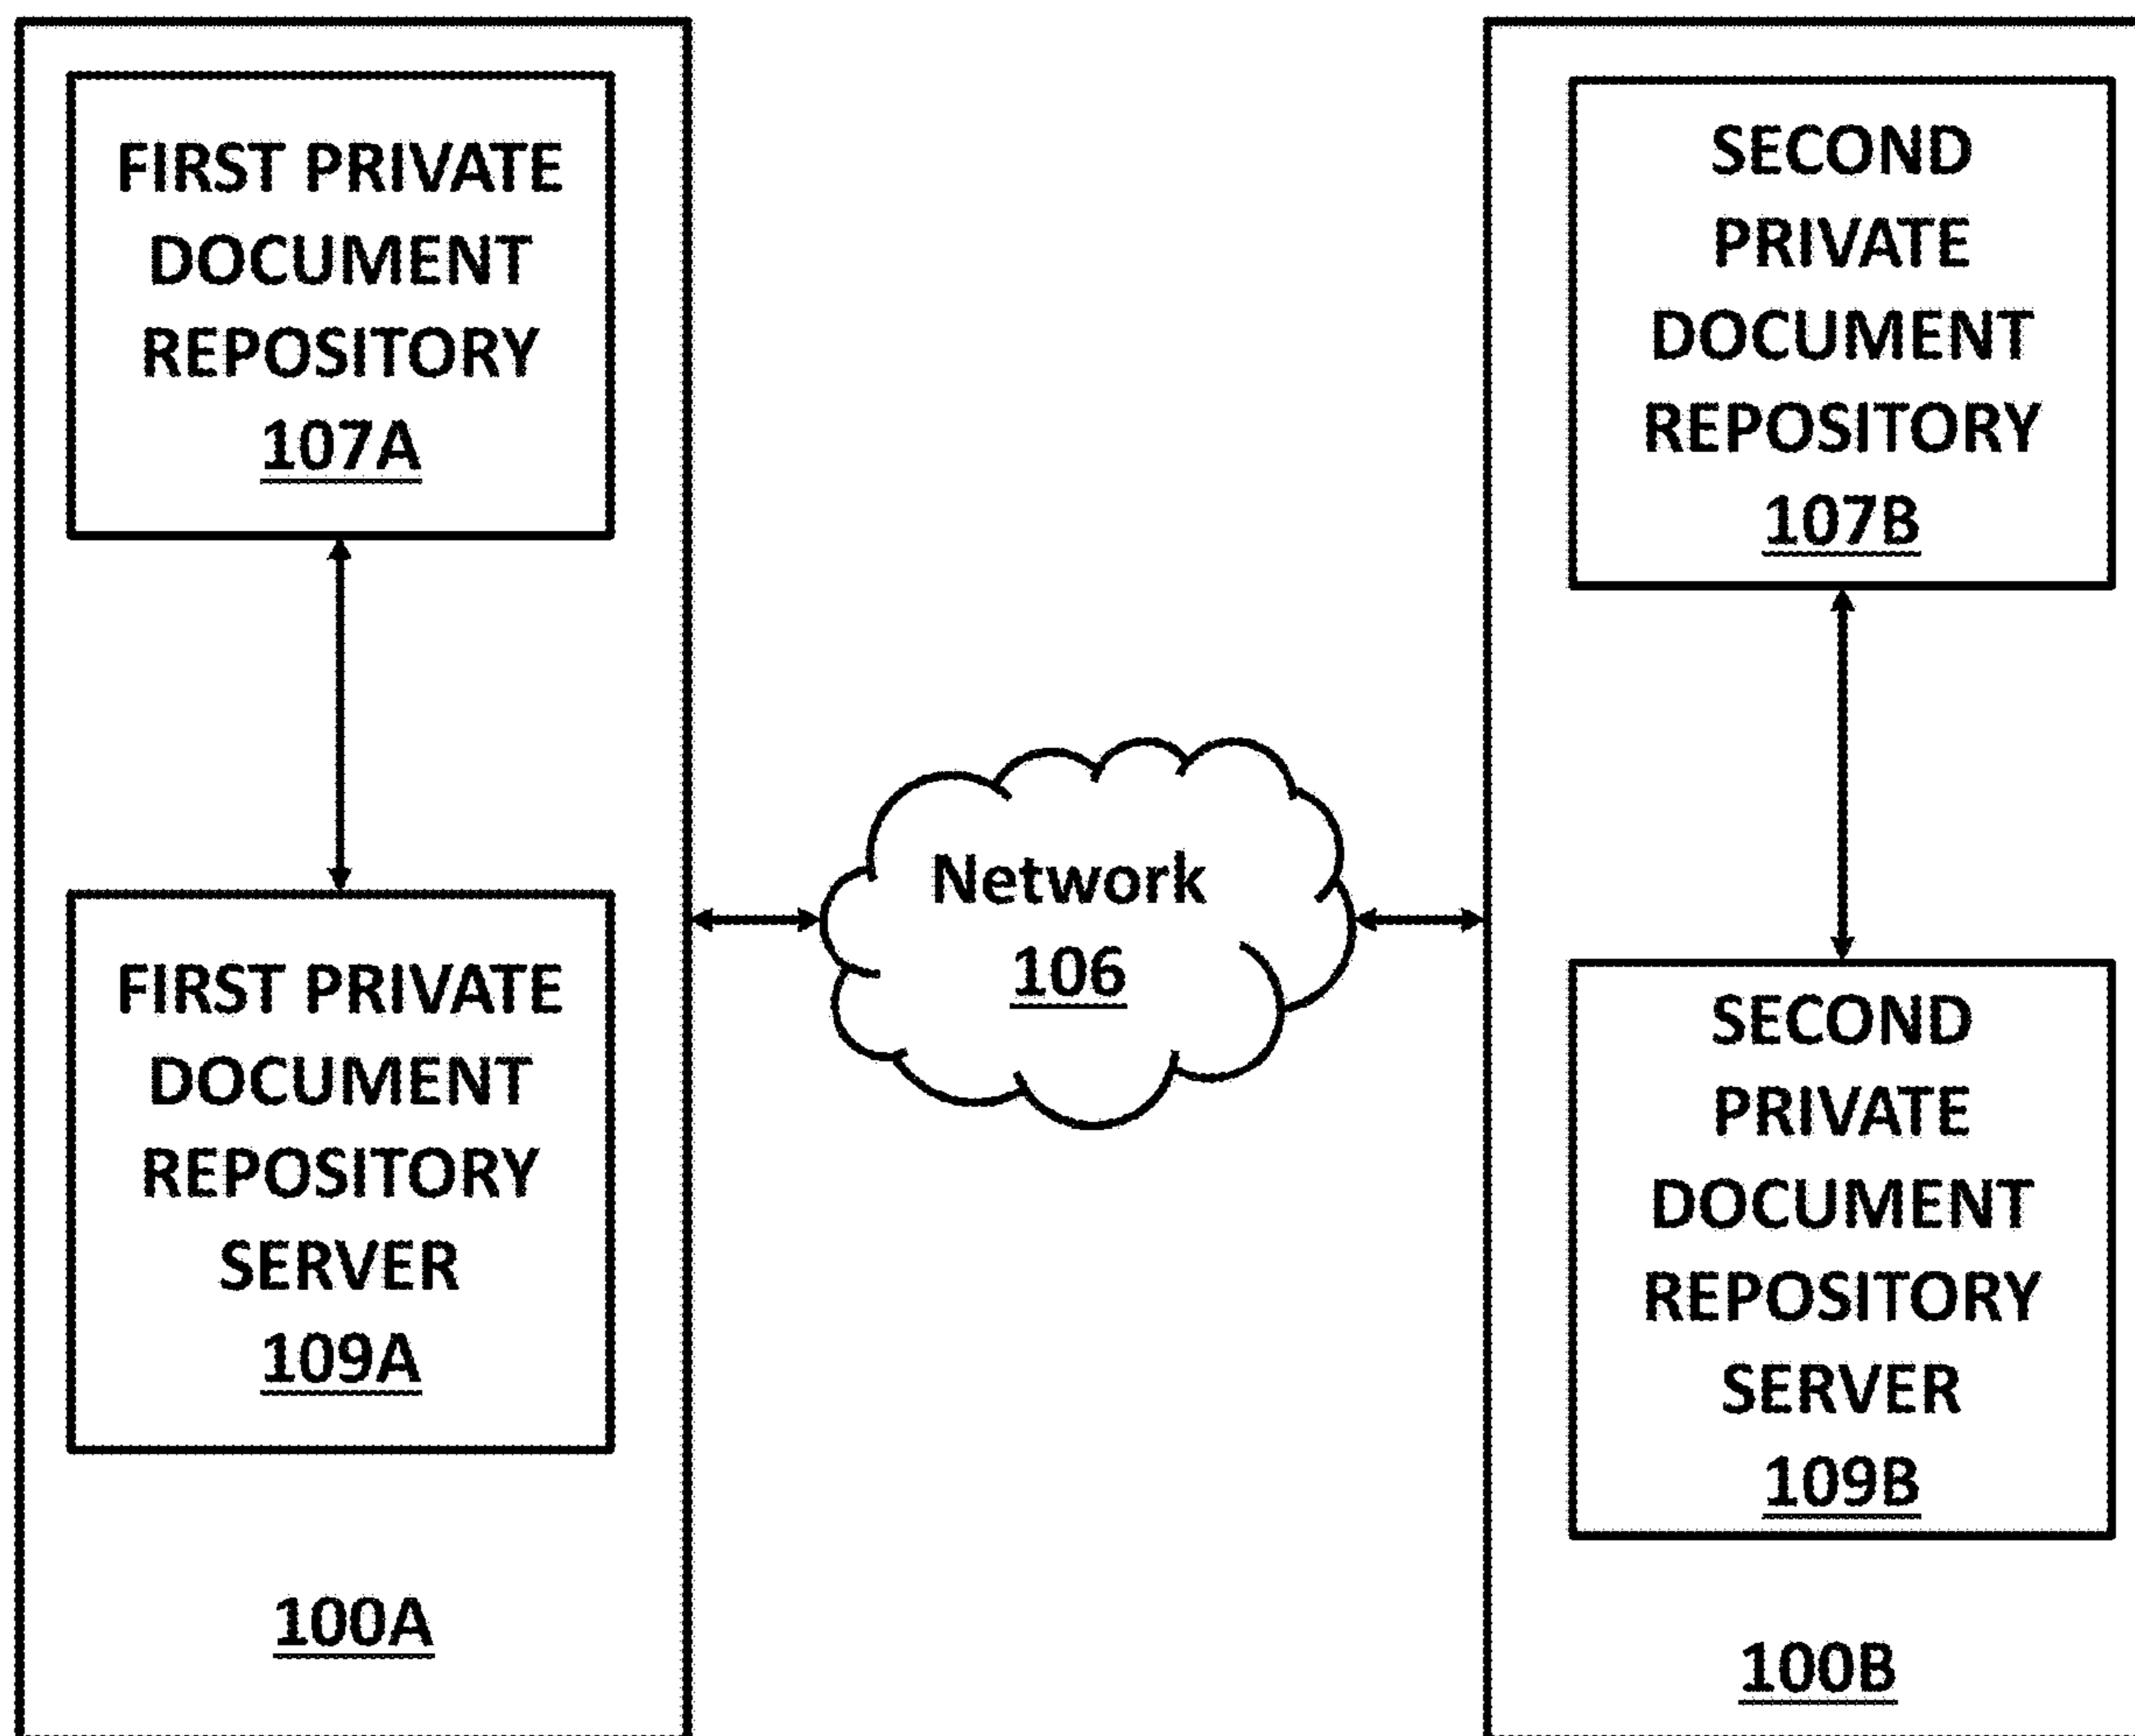 FIRST PRIVATE
DOCUMENT
REPOSITORY
107A
FIRST PRIVATE
DOCUMENT
REPOSITORY
SERVER
109A
100A
Network
106
SECOND
PRIVATE
DOCUMENT
REPOSITORY
107B
SECOND
PRIVATE
DOCUMENT
REPOSITORY
SERVER
109B
100B